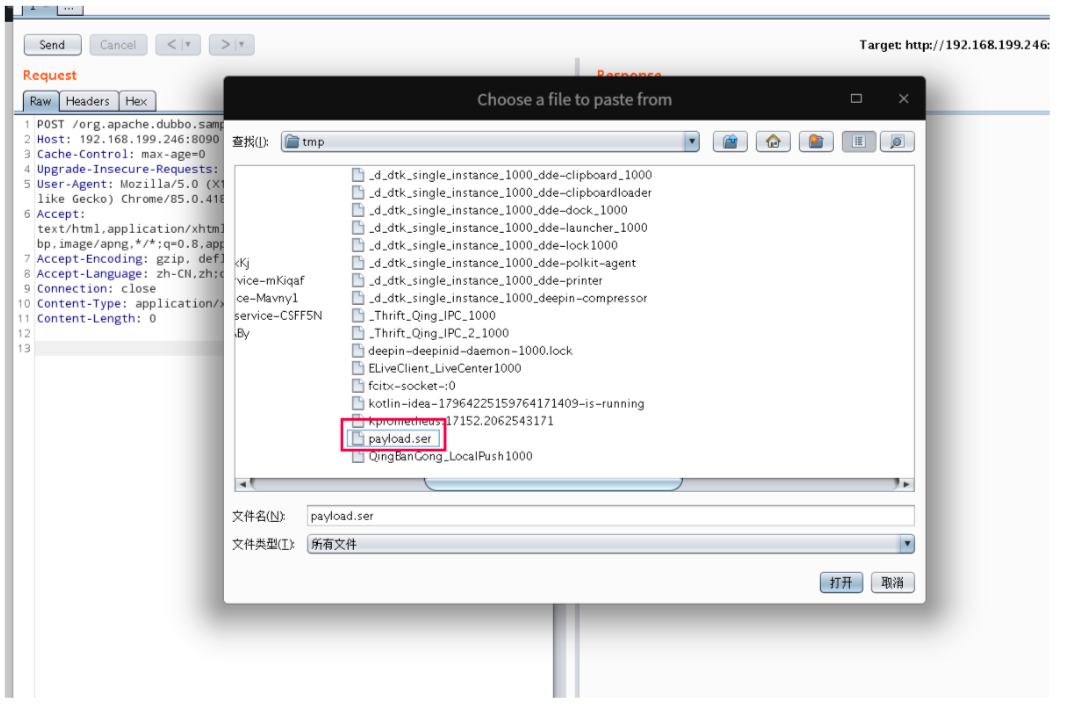 Send Cancel < > Target: http://192.168.199.246:
Request Response
Raw Headers Hex
1 POST /org.apache.dubbo.samp
2 Host: 192.168.199.246:8090
3 Cache-Control: max-age=0
4 Upgrade-Insecure-Requests:
5 User-Agent: Mozilla/5.0 (X1
like Gecko) Chrome/85.0.418
6 Accept:
text/html,application/xhtml
bp,image/apng,*/*;q=0.8,app
7 Accept-Encoding: gzip, defl
8 Accept-Language: zh-CN,zh;q
9 Connection: close
10 Content-Type: application/x
11 Content-Length: 0
12
13
Choose a file to paste from
查找(I): tmp
kKj
rvice-mKiqaf
ce-Mavny1
service-CSFF5N
By
_d_dtk_single_instance_1000_dde-clipboard_1000
_d_dtk_single_instance_1000_dde-clipboardloader
_d_dtk_single_instance_1000_dde-dock_1000
_d_dtk_single_instance_1000_dde-launcher_1000
_d_dtk_single_instance_1000_dde-lock1000
_d_dtk_single_instance_1000_dde-polkit-agent
_d_dtk_single_instance_1000_dde-printer
_d_dtk_single_instance_1000_deepin-compressor
_Thrift_Qing_IPC_1000
_Thrift_Qing_IPC_2_1000
deepin-deepinid-daemon-1000.lock
ELiveClient_LiveCenter1000
fcitx-socket-:0
kotlin-idea-17964225159764171409-is-running
kprometheus.17152.2062543171
payload.ser
QingBanGong_LocalPush1000
文件名(N): payload.ser
文件类型(T): 所有文件
打开 取消